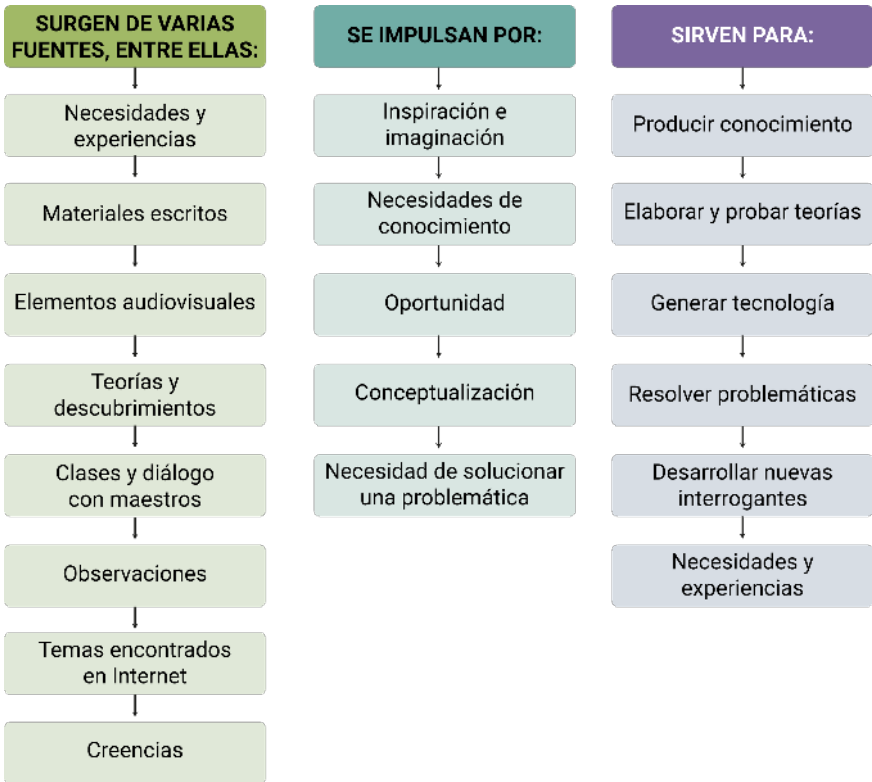 SURGEN DE VARIAS
FUENTES, ENTRE ELLAS:
Necesidades y
experiencias
Materiales escritos
Elementos audiovisuales
Teorías y
descubrimientos
Clases y diálogo
con maestros
Observaciones
Temas encontrados
en Internet
Creencias
SE IMPULSAN POR:
Inspiración e
imaginación
Necesidades de
conocimiento
Oportunidad
Conceptualización
Necesidad de solucionar
una problemática
SIRVEN PARA:
Producir conocimiento
Elaborar y probar teorías
Generar tecnología
Resolver problemáticas
Desarrollar nuevas
interrogantes
Necesidades y
experiencias